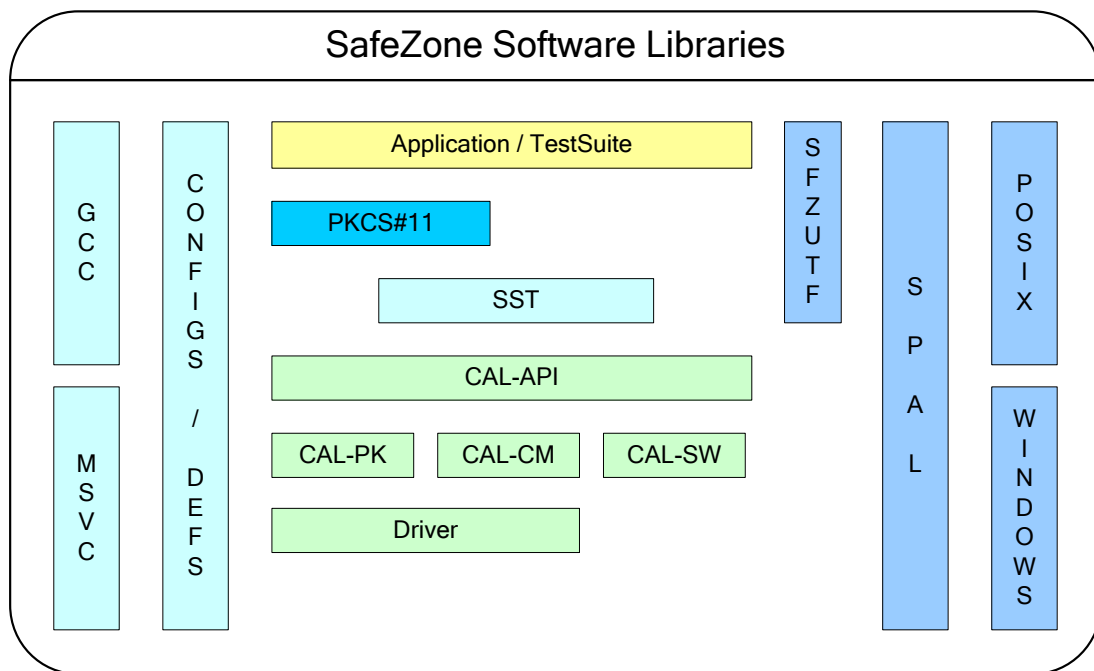 SafeZone Software Libraries
GCC
MSVC
CONFIGS / DEFS
Application / TestSuite
PKCS#11
SST
CAL-API
CAL-PK
CAL-CM
CAL-SW
Driver
SFZUTF
SPAL
POSIX
WINDOWS